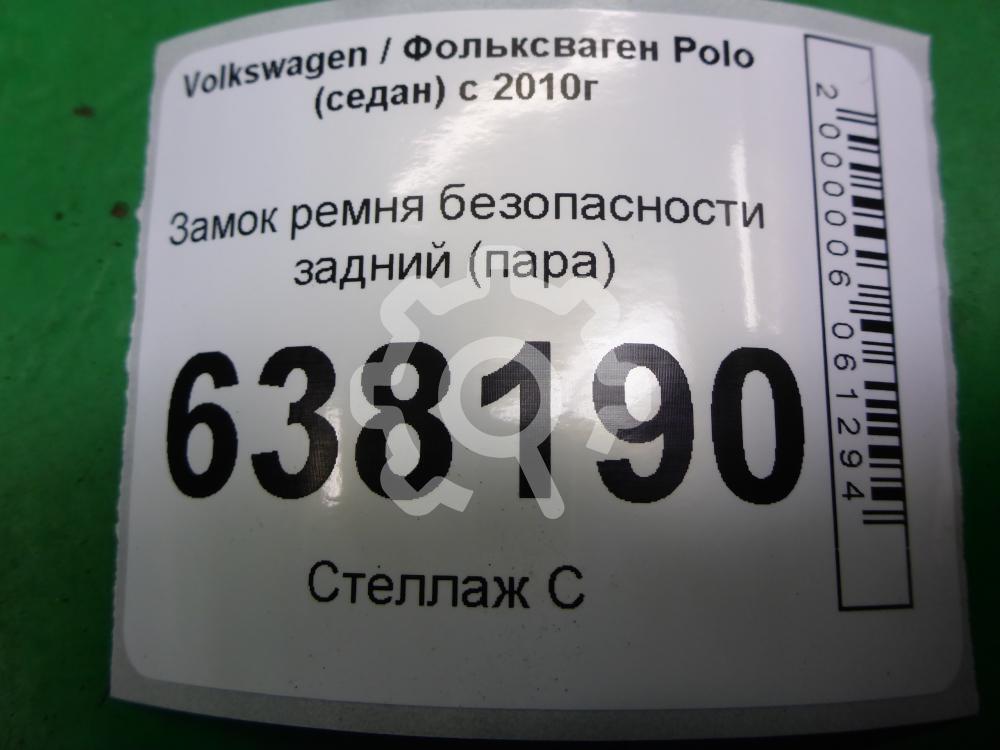 Volkswagen / Фольксваген Polo
(седан) с 2010г
Замок ремня безопасности
задний (пара)
638190
Стеллаж С
2000006061294